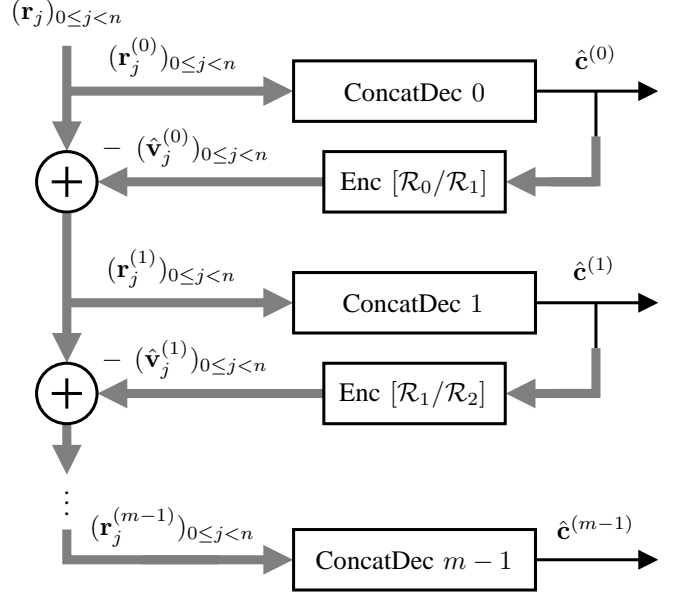 (𝐫_j)_{0≤j<n}
(𝐫_j^{(0)})_{0≤j<n} ConcatDec 0 𝐜̂^{(0)}
− (𝐯̂_j^{(0)})_{0≤j<n} Enc [ℛ_0/ℛ_1]
+
(𝐫_j^{(1)})_{0≤j<n} ConcatDec 1 𝐜̂^{(1)}
− (𝐯̂_j^{(1)})_{0≤j<n} Enc [ℛ_1/ℛ_2]
+
⋮
(𝐫_j^{(m−1)})_{0≤j<n} ConcatDec m − 1 𝐜̂^{(m−1)}